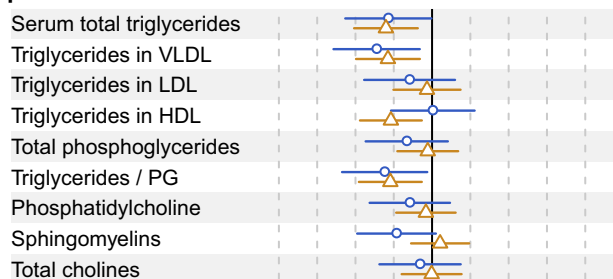 Serum total triglycerides
Triglycerides in VLDL
Triglycerides in LDL
Triglycerides in HDL
Total phosphoglycerides
Triglycerides / PG
Phosphatidylcholine
Sphingomyelins
Total cholines